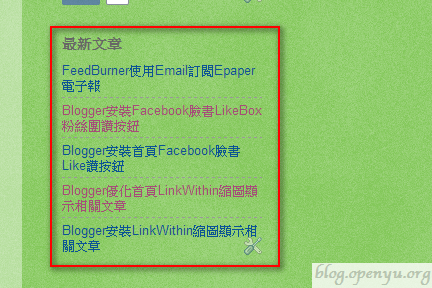 最新文章
FeedBurner使用Email訂閱Epaper
電子報
Blogger安裝Facebook臉書LikeBox
粉絲團讚按鈕
Blogger安裝首頁Facebook臉書
Like讚按鈕
Blogger優化首頁LinkWithin縮圖顯
示相關文章
Blogger安裝LinkWithin縮圖顯示相
關文章
blog.openyu.org